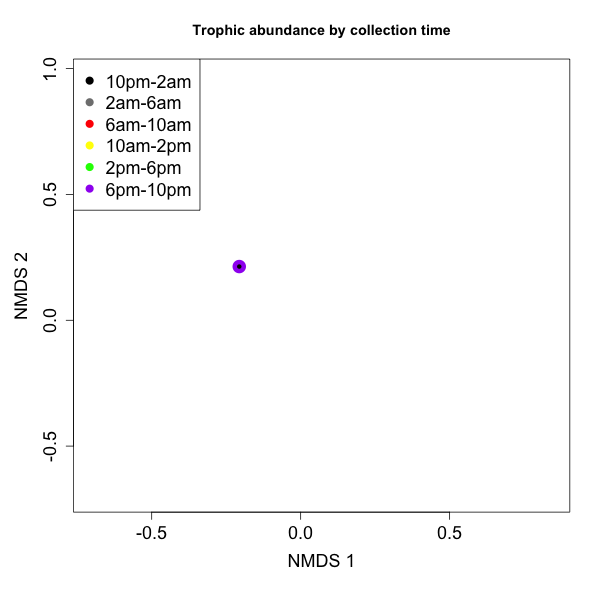 Trophic abundance by collection time
10pm-2am
2am-6am
6am-10am
10am-2pm
2pm-6pm
6pm-10pm
1.0
0.5
0.0
-0.5
NMDS 2
-0.5 0.0 0.5
NMDS 1